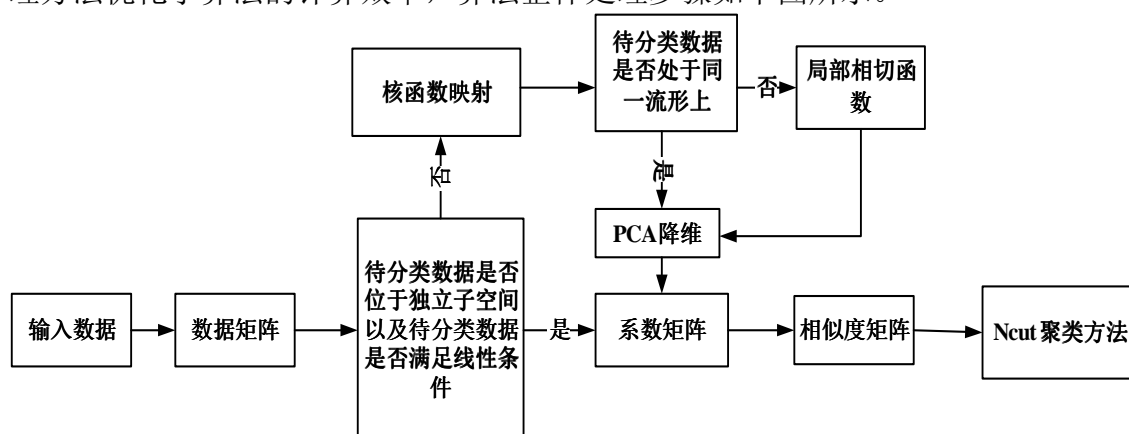 理方法优化了算法的计算效率，算法整体处理步骤如下图所示。
待分类数据
是否处于同
一流形上
核函数映射
否
局部相切函
数
是
否
PCA降维
输入数据
数据矩阵
待分类数据是否
位于独立子空间
以及待分类数据
是否满足线性条
件
是
系数矩阵
相似度矩阵
Ncut 聚类方法